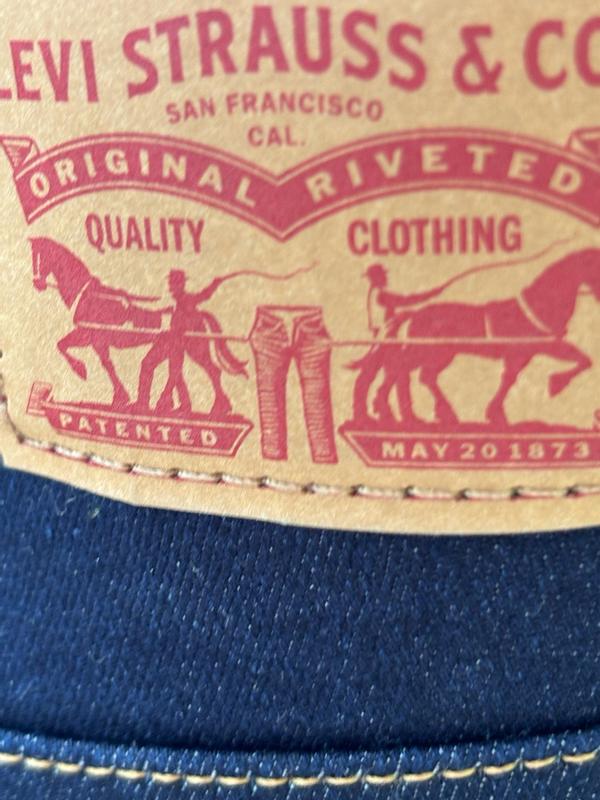 LEVI STRAUSS & CO
SAN FRANCISCO
CAL.
ORIGINAL RIVETED
QUALITY CLOTHING
PATENTED MAY 20 1873